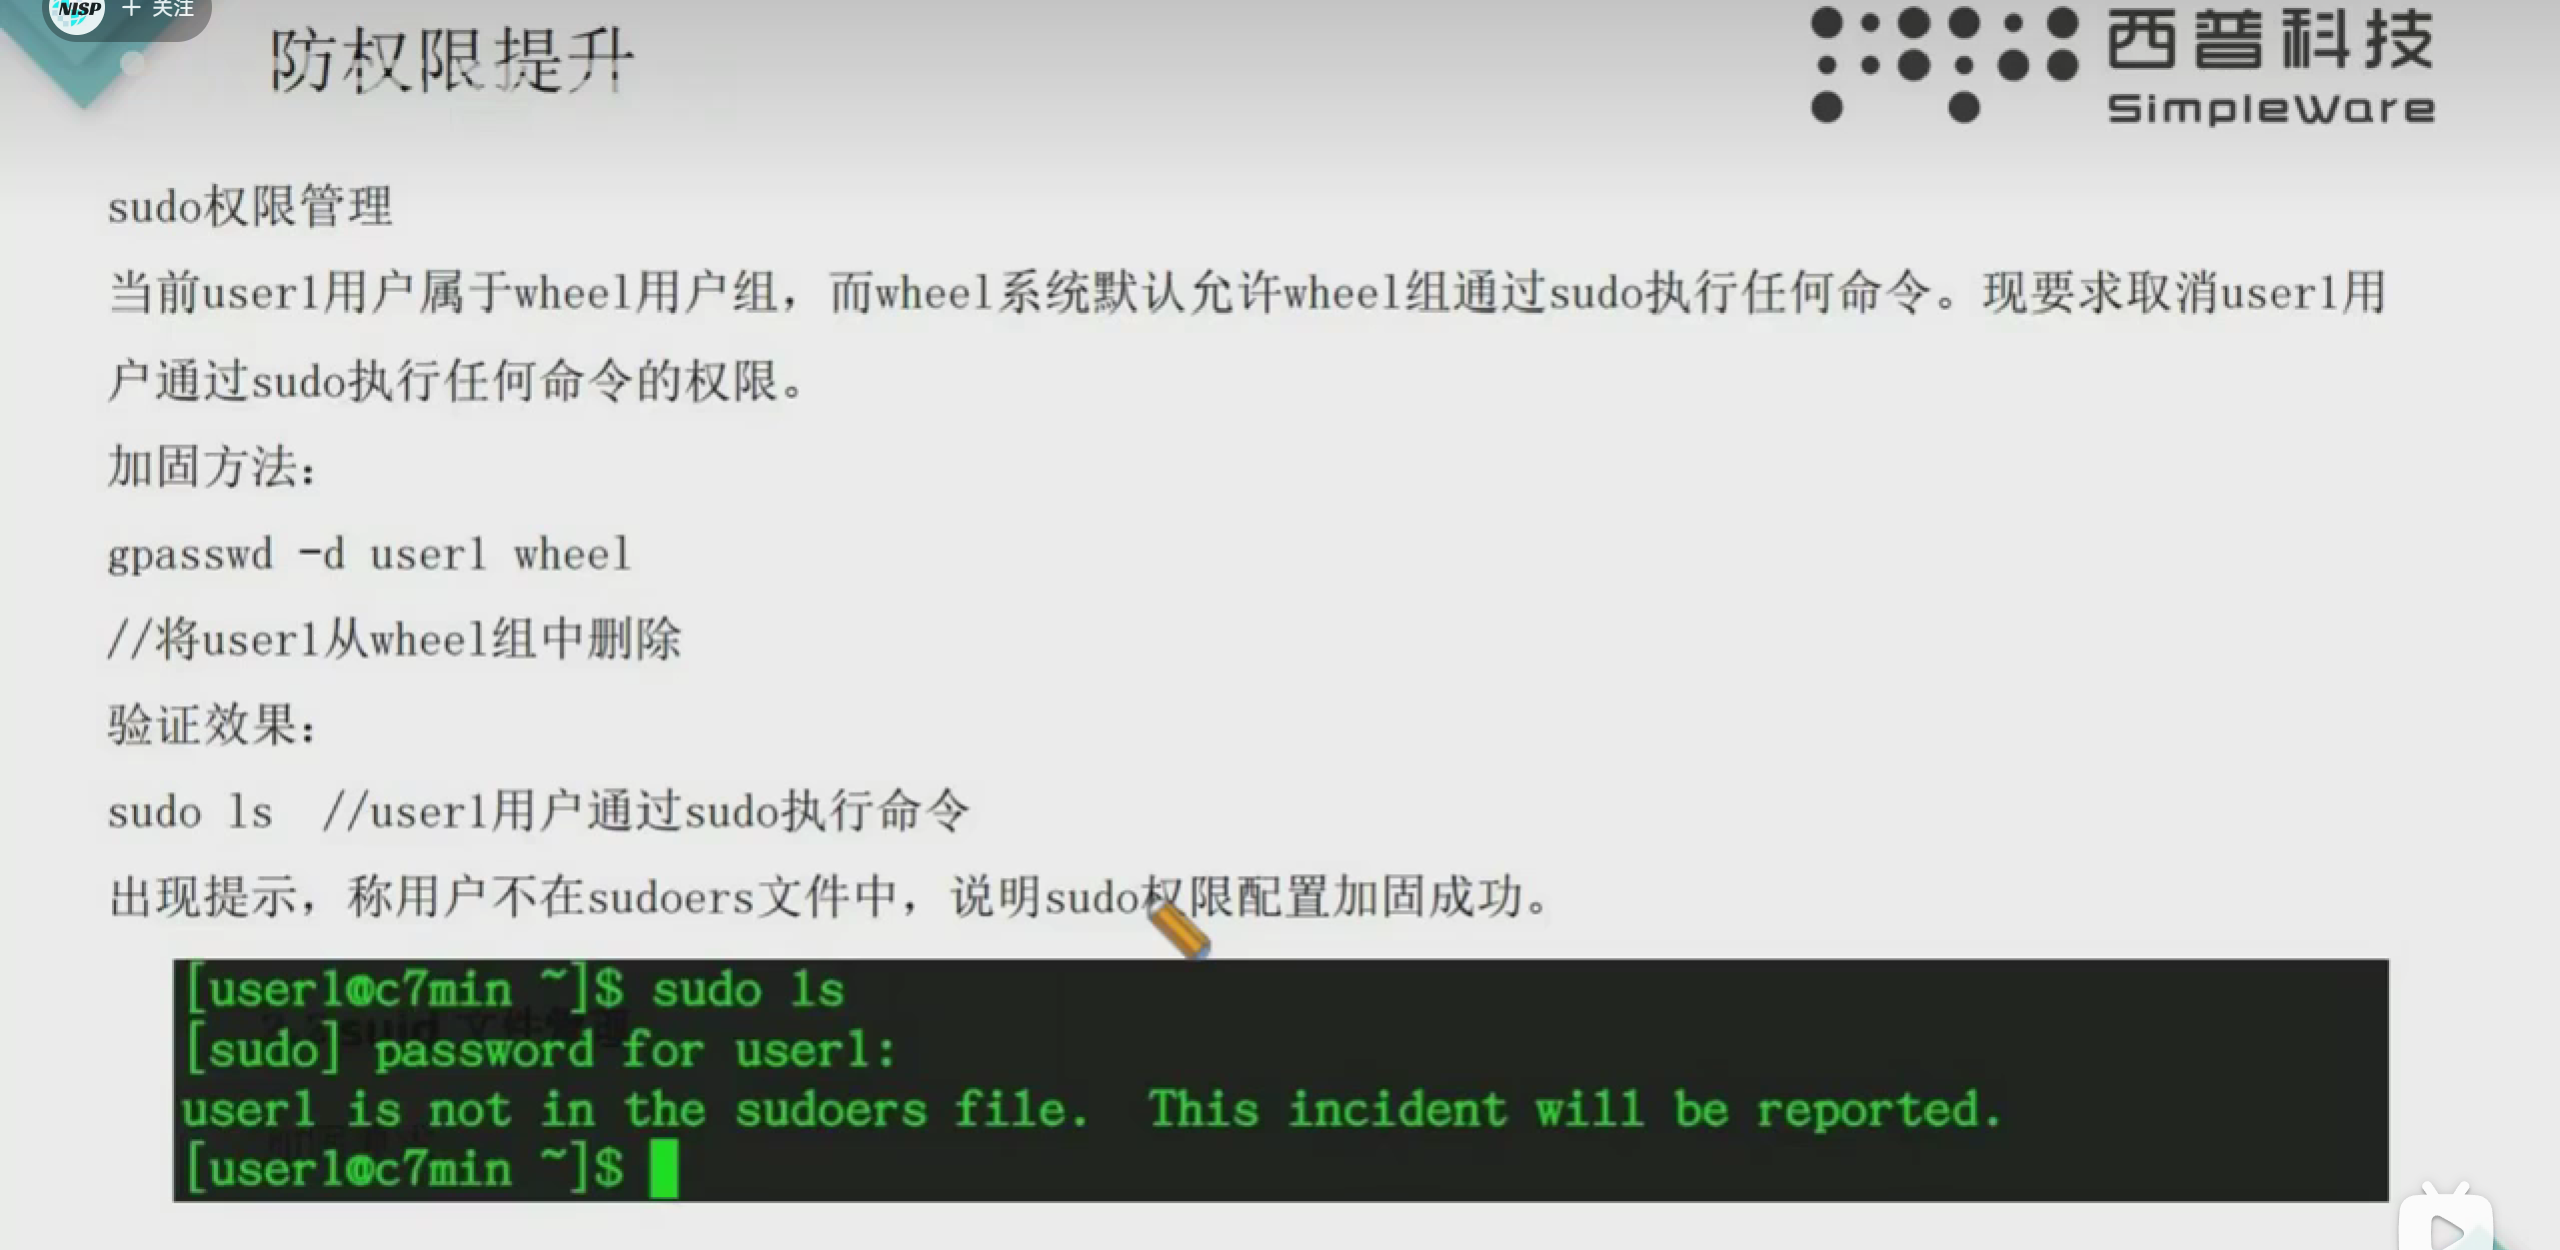 NISP
+ 关注
防权限提升
西普科技
SimpleWare
sudo权限管理
当前user1用户属于wheel用户组，而wheel系统默认允许wheel组通过sudo执行任何命令。现要求取消user1用
户通过sudo执行任何命令的权限。
加固方法：
gpasswd -d user1 wheel
//将user1从wheel组中删除
验证效果：
sudo ls  //user1用户通过sudo执行命令
出现提示，称用户不在sudoers文件中，说明sudo权限配置加固成功。
[user1@c7min ~]$ sudo ls
[sudo] password for user1:
user1 is not in the sudoers file.  This incident will be reported.
[user1@c7min ~]$